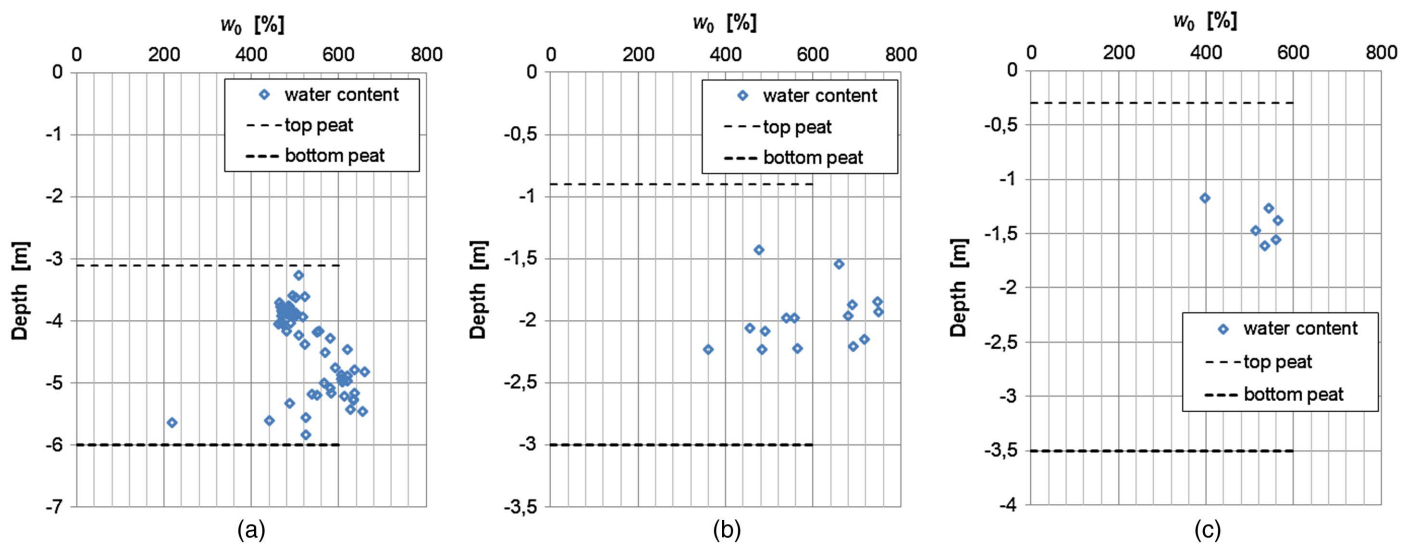 w₀ [%]
0 200 400 600 800
0
-1
-2
-3
-4
-5
-6
-7
Depth [m]
water content
top peat
bottom peat
(a)
w₀ [%]
0 200 400 600 800
0
-0,5
-1
-1,5
-2
-2,5
-3
-3,5
Depth [m]
water content
top peat
bottom peat
(b)
w₀ [%]
0 200 400 600 800
0
-0,5
-1
-1,5
-2
-2,5
-3
-3,5
-4
Depth [m]
water content
top peat
bottom peat
(c)